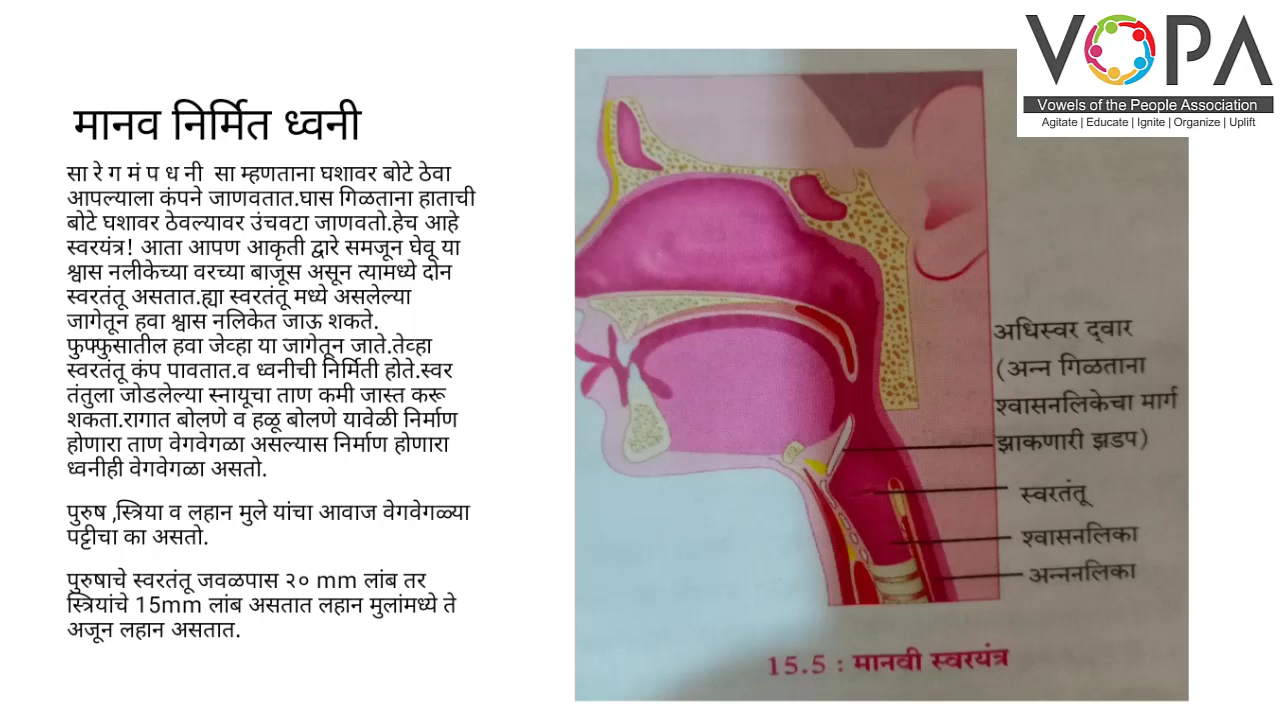 VOPA
Vowels of the People Association
Agitate | Educate | Ignite | Organize | Uplift
मानव निर्मित ध्वनी
सा रे ग मं प ध नी सा म्हणताना घशावर बोटे ठेवा
आपल्याला कंपने जाणवतात.घास गिळताना हाताची
बोटे घशावर ठेवल्यावर उंचवटा जाणवतो.हेच आहे
स्वरयंत्र! आता आपण आकृती द्वारे समजून घेवू या
श्वास नलीकेच्या वरच्या बाजूस असून त्यामध्ये दोन
स्वरतंतू असतात.ह्या स्वरतंतू मध्ये असलेल्या
जागेतून हवा श्वास नलिकेत जाऊ शकते.
फुफ्फुसातील हवा जेव्हा या जागेतून जाते.तेव्हा
स्वरतंतू कंप पावतात.व ध्वनीची निर्मिती होते.स्वर
तंतुला जोडलेल्या स्नायूचा ताण कमी जास्त करू
शकता.रागात बोलणे व हळू बोलणे यावेळी निर्माण
होणारा ताण वेगवेगळा असल्यास निर्माण होणारा
ध्वनीही वेगवेगळा असतो.
पुरुष ,स्त्रिया व लहान मुले यांचा आवाज वेगवेगळ्या
पट्टीचा का असतो.
पुरुषाचे स्वरतंतू जवळपास २० mm लांब तर
स्त्रियांचे 15mm लांब असतात लहान मुलांमध्ये ते
अजून लहान असतात.
अधिस्वर द्वार
(अन्न गिळताना
श्वासनलिकेचा मार्ग
झाकणारी झडप)
स्वरतंतू
श्वासनलिका
अन्ननलिका
15.5 : मानवी स्वरयंत्र